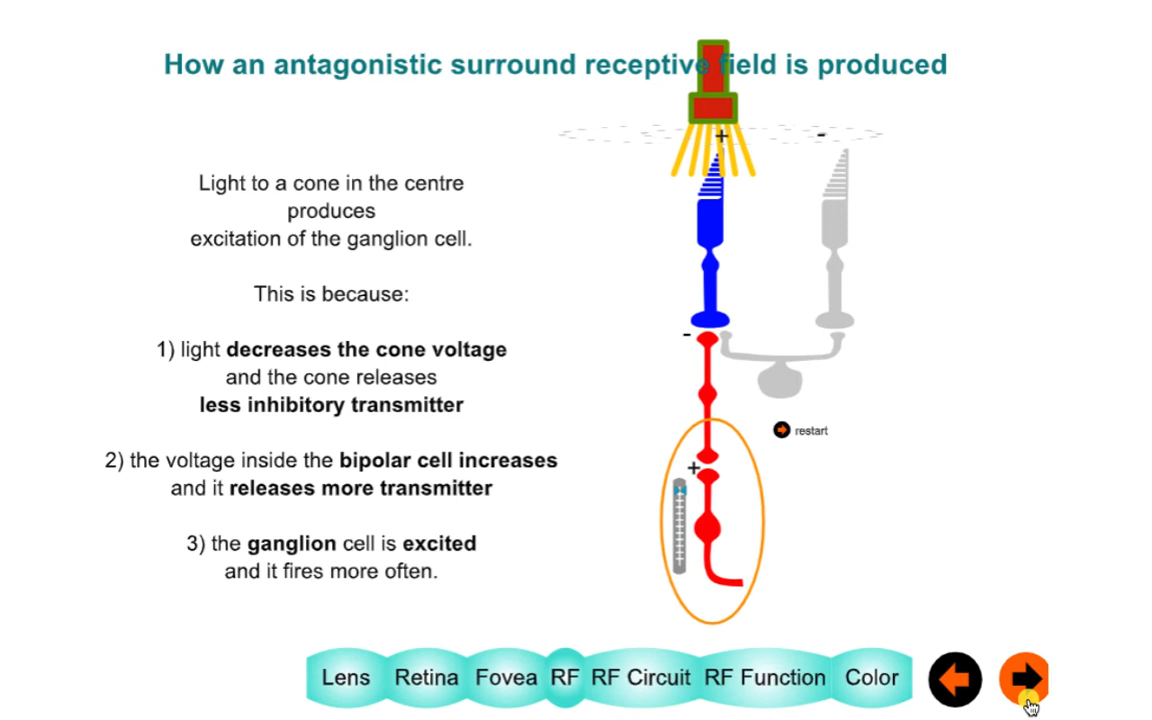 How an antagonistic surround receptive field is produced
+
-
Light to a cone in the centre
produces
excitation of the ganglion cell.
This is because:
1) light decreases the cone voltage
and the cone releases
less inhibitory transmitter
2) the voltage inside the bipolar cell increases
and it releases more transmitter
3) the ganglion cell is excited
and it fires more often.
-
restart
+
Lens Retina Fovea RF RF Circuit RF Function Color